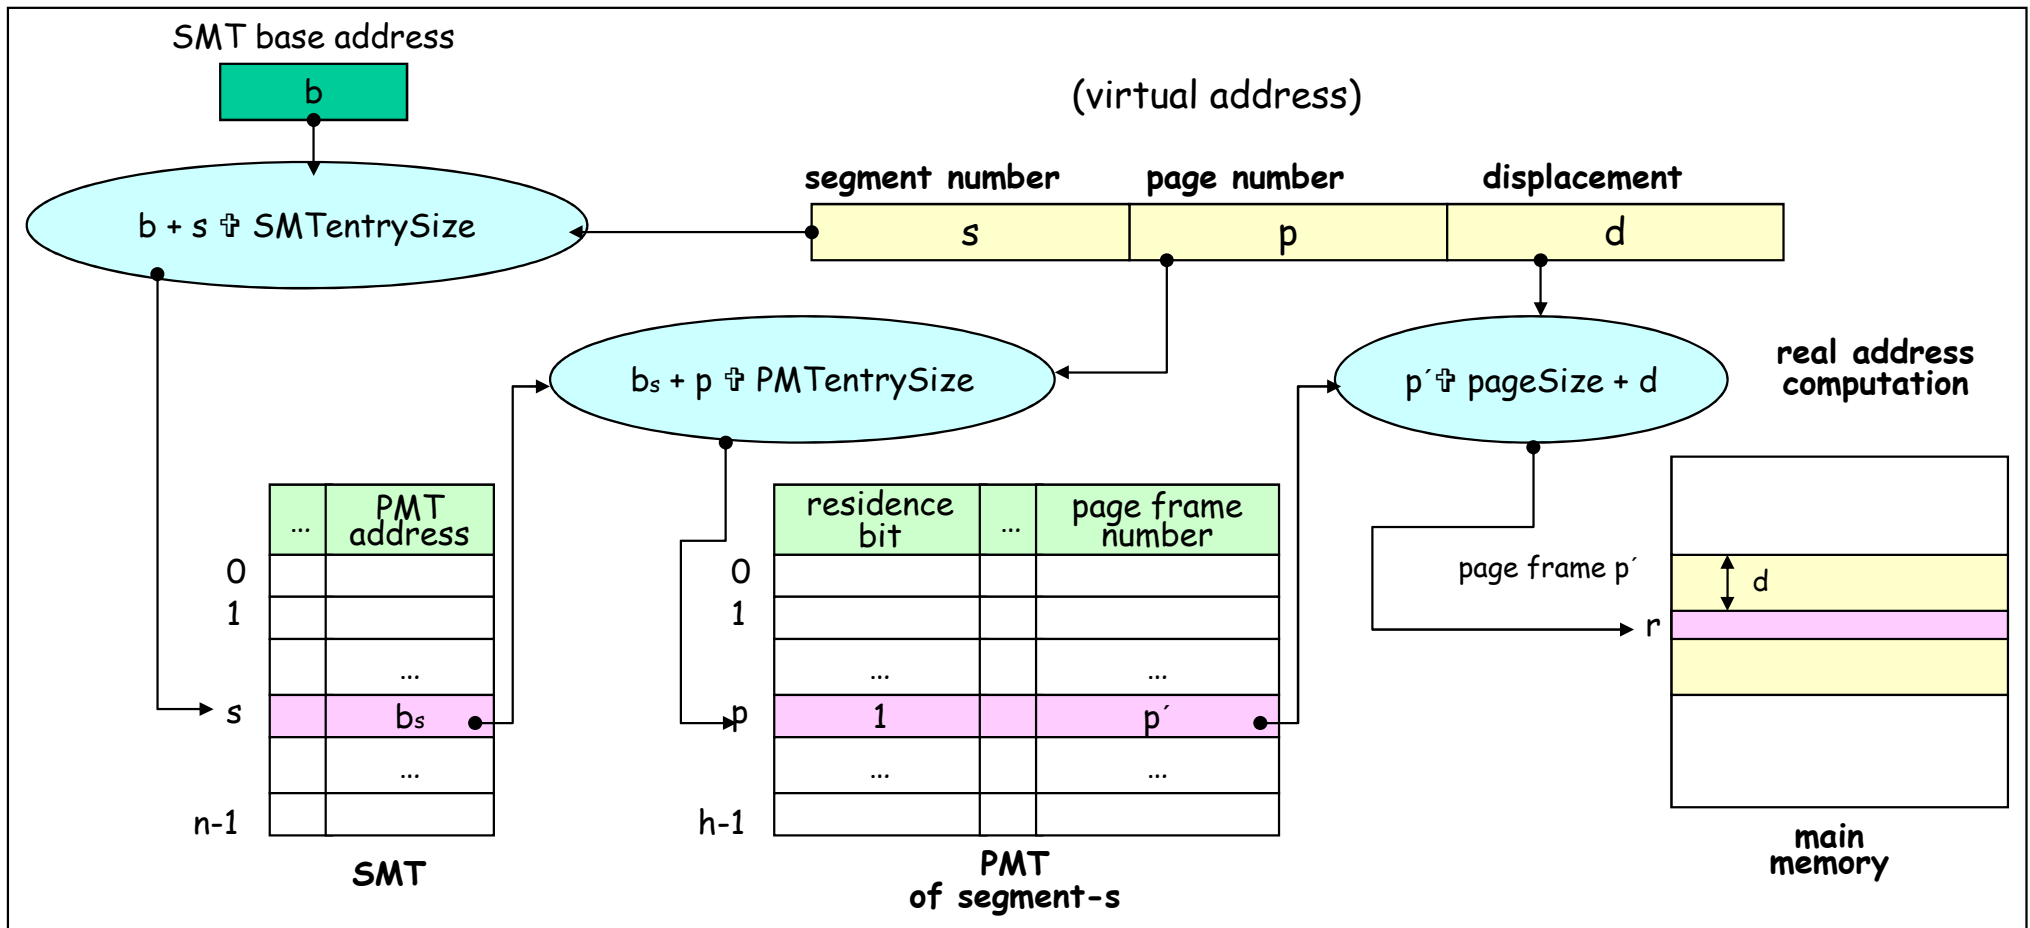 SMT base address
b
(virtual address)
segment number page number displacement
s p d
b + s ✞ SMTentrySize
bs + p ✞ PMTentrySize
p´✞ pageSize + d
real address
computation
... PMT
address
0
1
...
s bs
...
n-1
SMT
residence
bit
...
page frame
number
0
1
... ...
p 1 p´
... ...
h-1
PMT
of segment-s
page frame p´
d
r
main
memory